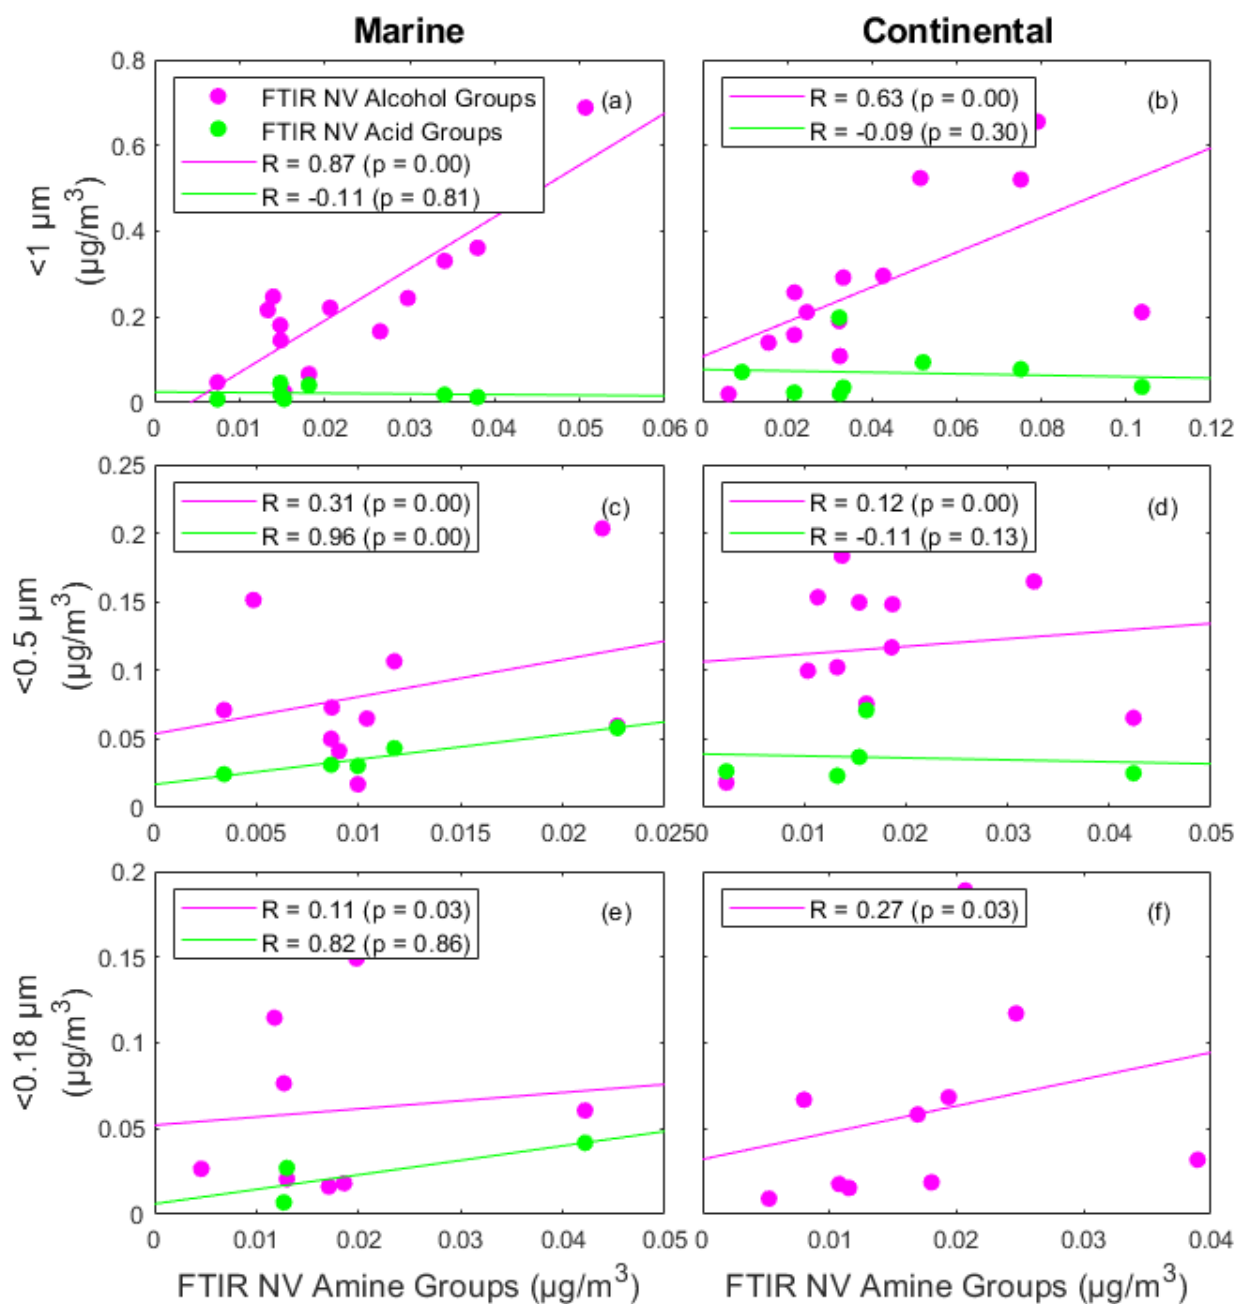 Marine
Continental
0.8
0.6
0.4
0.2
0
FTIR NV Alcohol Groups
FTIR NV Acid Groups
R = 0.87 (p = 0.00)
R = -0.11 (p = 0.81)
(a)
R = 0.63 (p = 0.00)
R = -0.09 (p = 0.30)
(b)
<1 µm
(µg/m³)
0 0.01 0.02 0.03 0.04 0.05 0.06
0 0.02 0.04 0.06 0.08 0.1 0.12
0.25
0.2
0.15
0.1
0.05
0
R = 0.31 (p = 0.00)
R = 0.96 (p = 0.00)
(c)
R = 0.12 (p = 0.00)
R = -0.11 (p = 0.13)
(d)
<0.5 µm
(µg/m³)
0 0.005 0.01 0.015 0.02 0.025
0 0.01 0.02 0.03 0.04 0.05
0.2
0.15
0.1
0.05
0
R = 0.11 (p = 0.03)
R = 0.82 (p = 0.86)
(e)
R = 0.27 (p = 0.03)
(f)
<0.18 µm
(µg/m³)
0 0.01 0.02 0.03 0.04 0.05
0 0.01 0.02 0.03 0.04
FTIR NV Amine Groups (µg/m³)
FTIR NV Amine Groups (µg/m³)